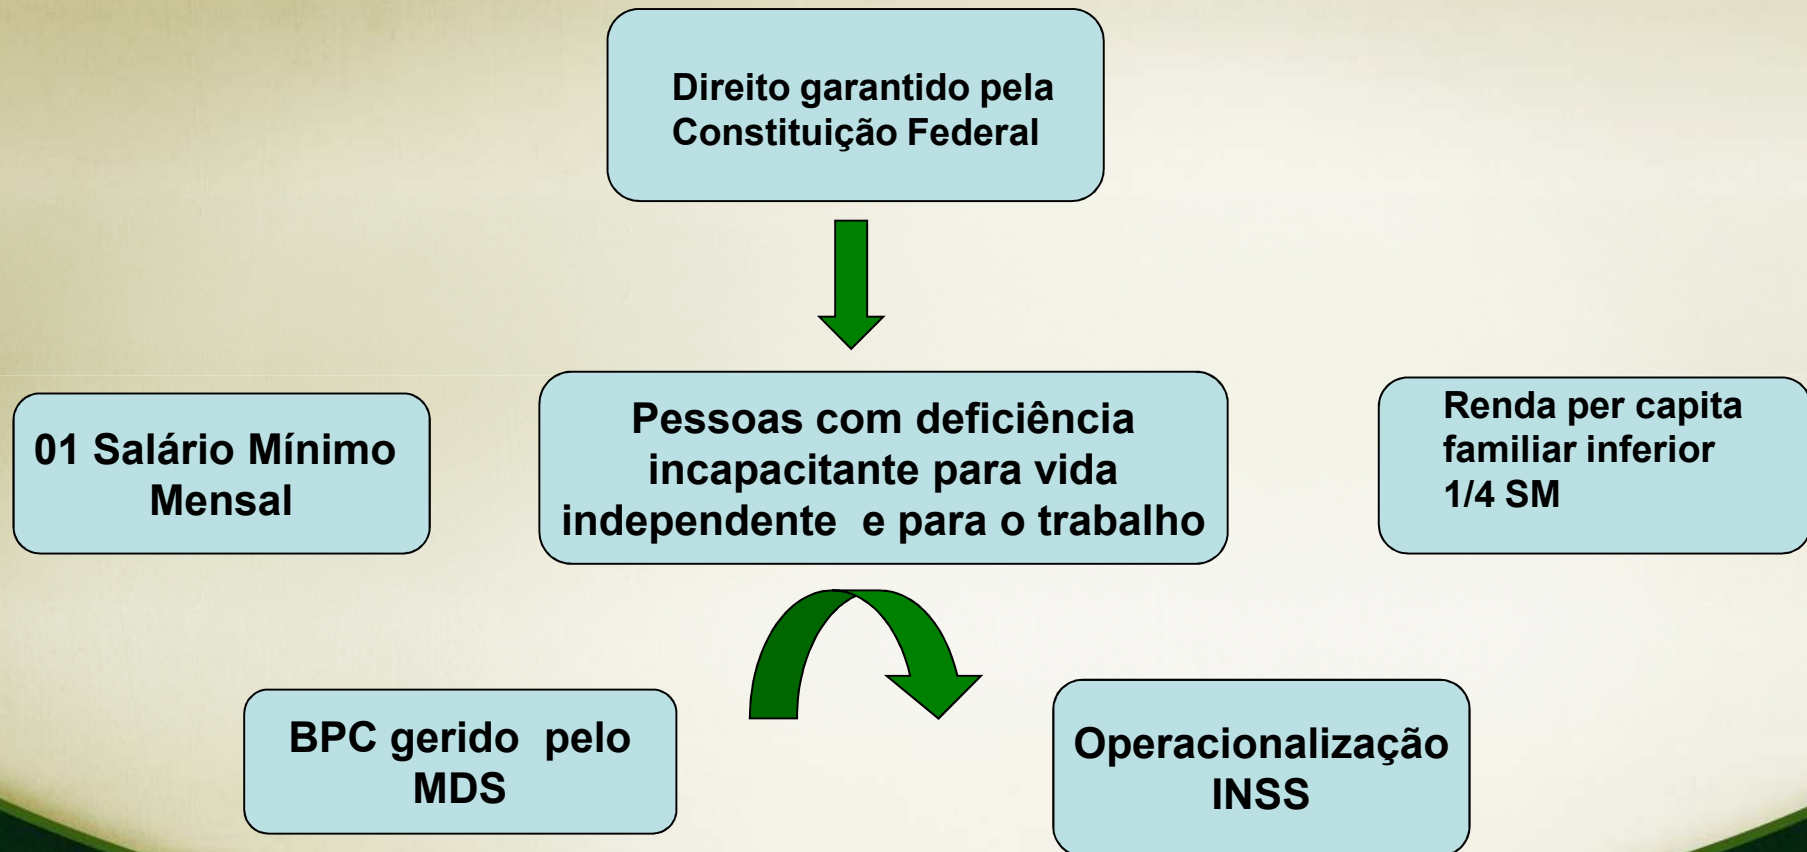 Direito garantido pela
Constituição Federal
01 Salário Mínimo
Mensal
Pessoas com deficiência
incapacitante para vida
independente e para o trabalho
Renda per capita
familiar inferior
1/4 SM
BPC gerido pelo
MDS
Operacionalização
INSS